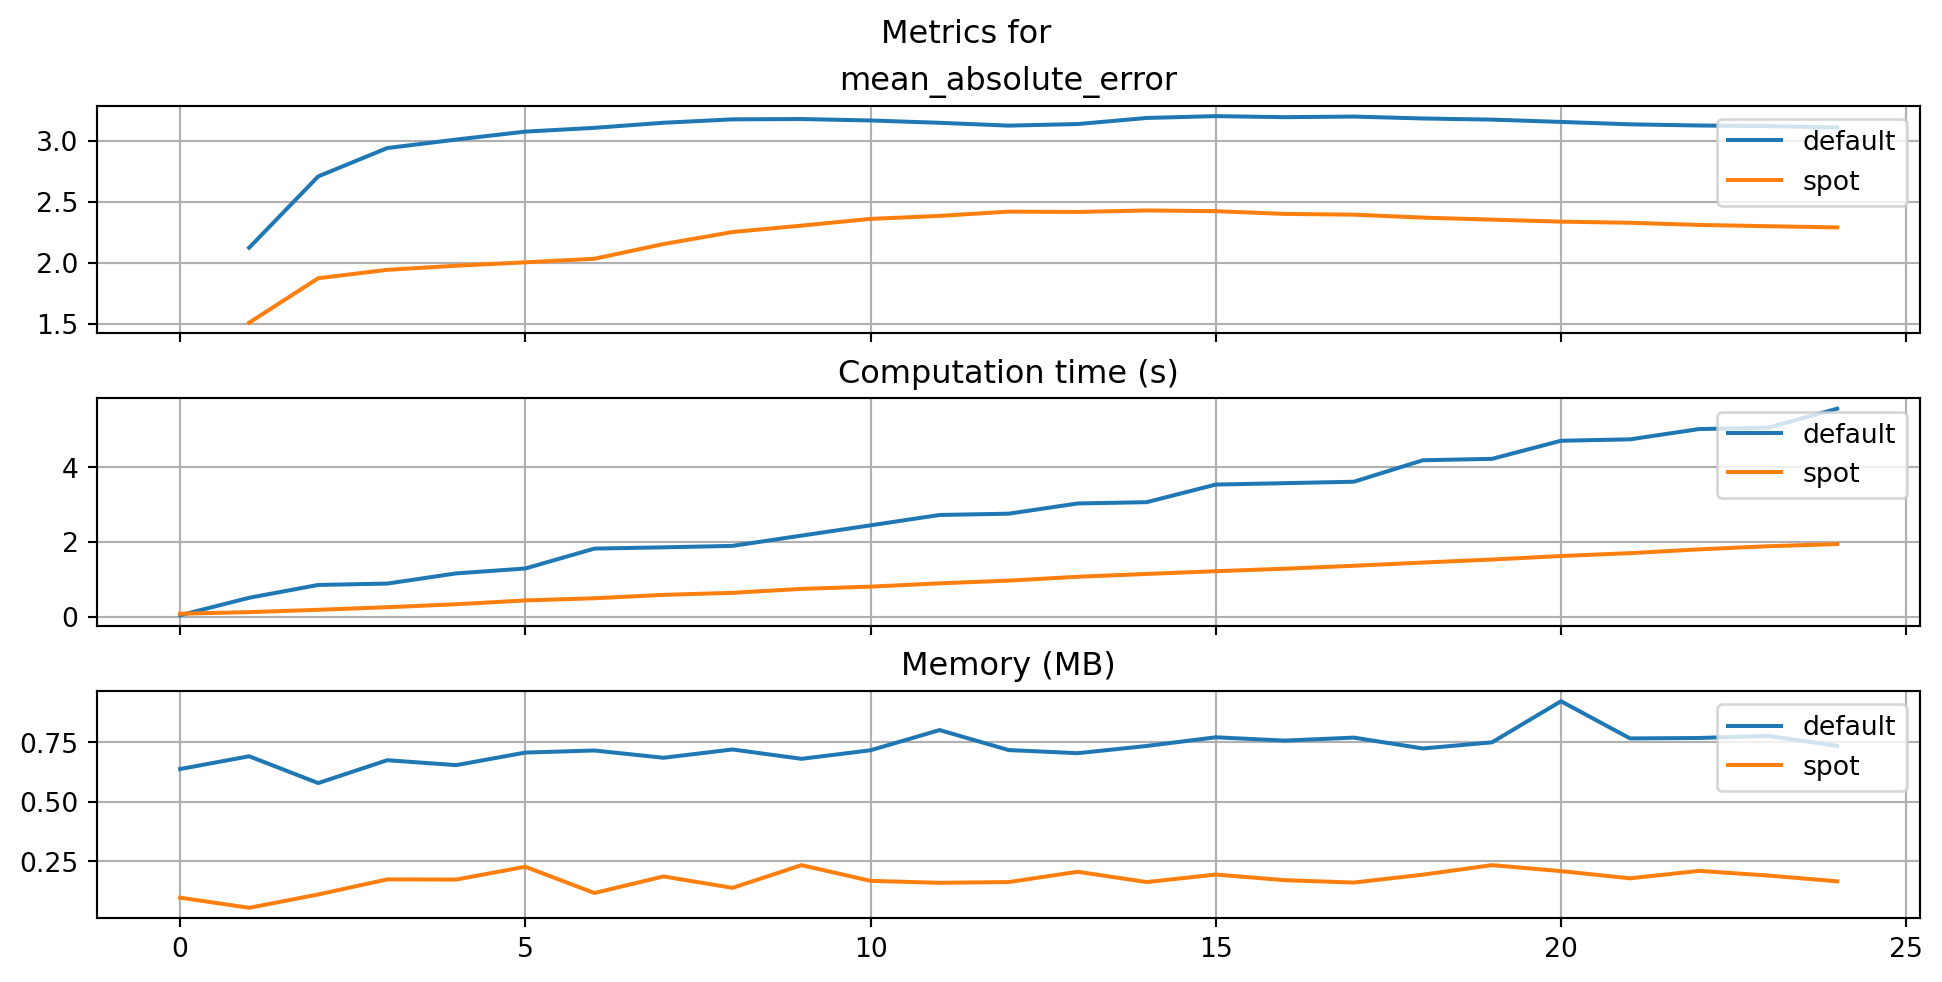 Metrics for
mean_absolute_error
3.0
2.5
2.0
1.5
default
spot
Computation time (s)
4
2
0
default
spot
Memory (MB)
0.75
0.50
0.25
default
spot
0 5 10 15 20 25